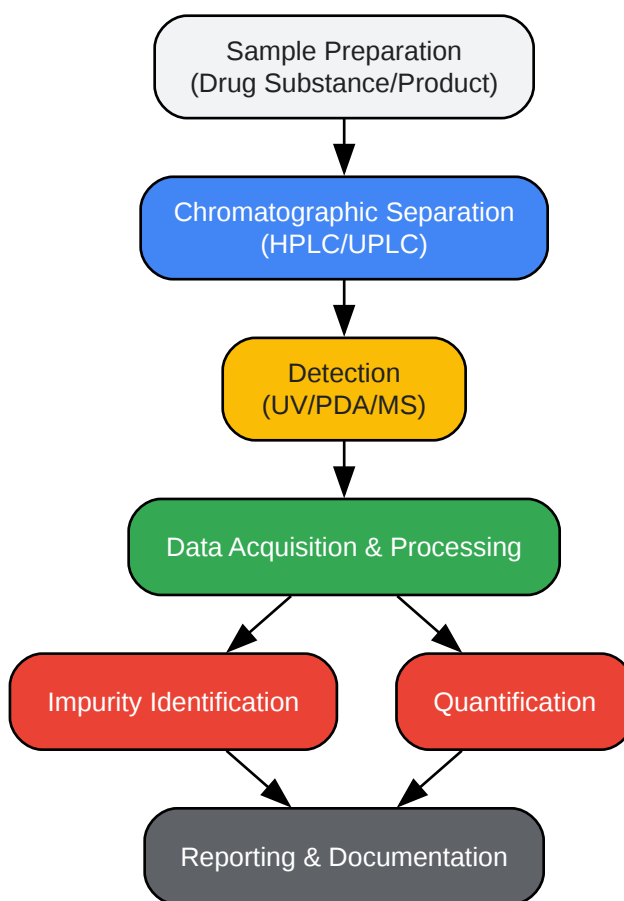 Sample Preparation
(Drug Substance/Product)
Chromatographic Separation
(HPLC/UPLC)
Detection
(UV/PDA/MS)
Data Acquisition & Processing
Impurity Identification
Quantification
Reporting & Documentation